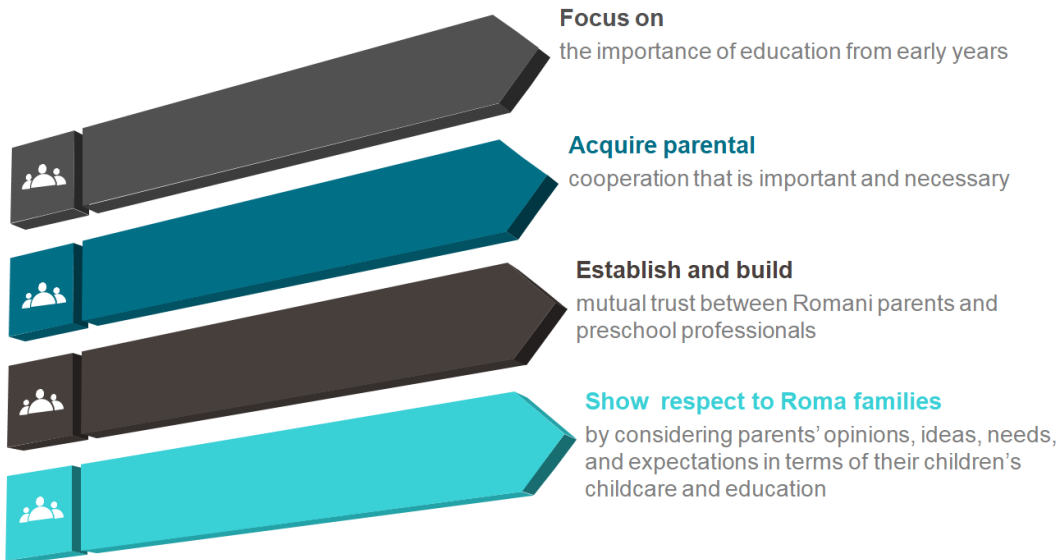 Focus on
the importance of education from early years
Acquire parental
cooperation that is important and necessary
Establish and build
mutual trust between Romani parents and
preschool professionals
Show  respect to Roma families
by considering parents’ opinions, ideas, needs,
and expectations in terms of their children’s
childcare and education